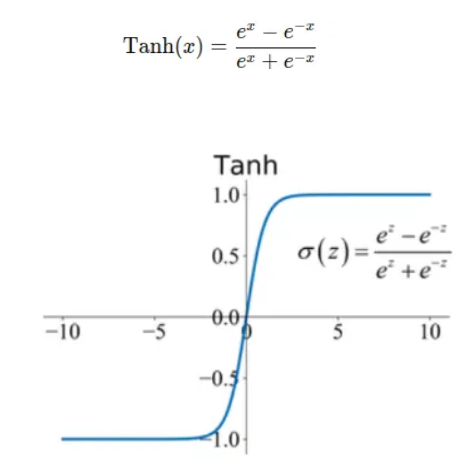 Tanh(x) = (e^x − e^−x) / (e^x + e^−x)
Tanh
1.0
σ(z) = (e^z − e^−z) / (e^z + e^−z)
0.5
0.0
−10 −5 0 5 10
−0.5
−1.0